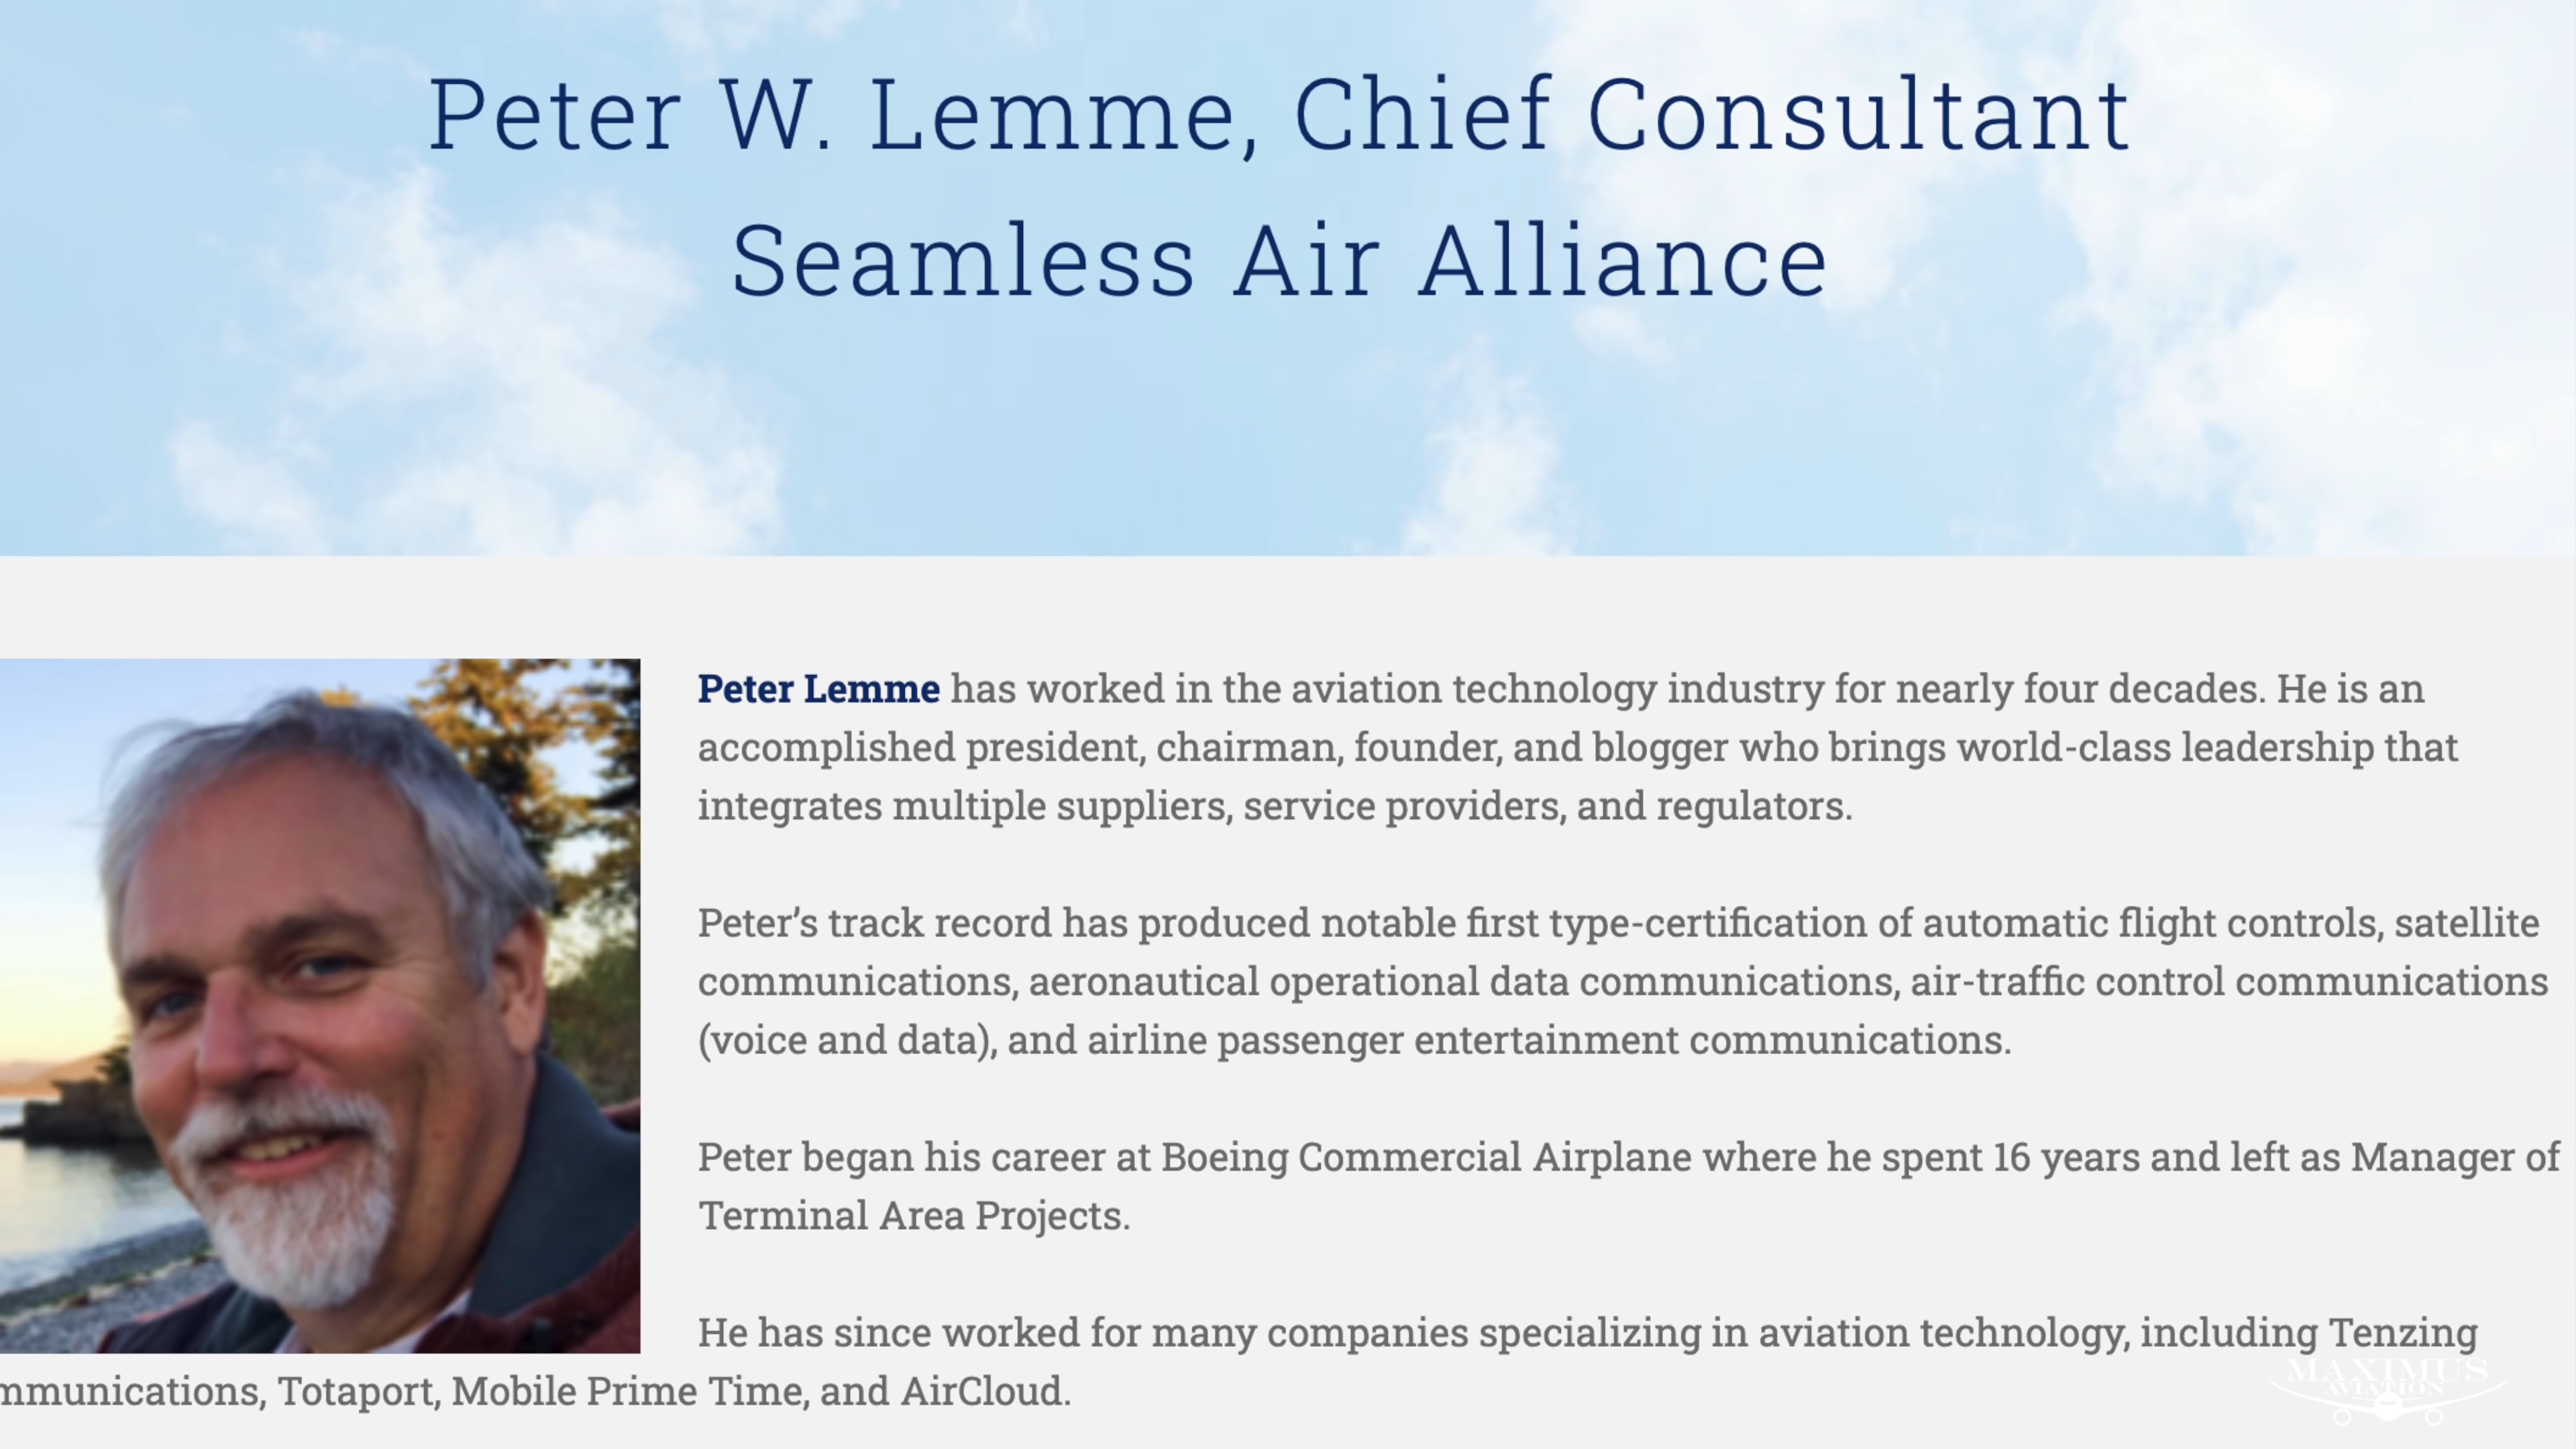 Peter W. Lemme, Chief Consultant
Seamless Air Alliance
Peter Lemme has worked in the aviation technology industry for nearly four decades. He is an
accomplished president, chairman, founder, and blogger who brings world-class leadership that
integrates multiple suppliers, service providers, and regulators.
Peter’s track record has produced notable first type-certification of automatic flight controls, satellite
communications, aeronautical operational data communications, air-traffic control communications
(voice and data), and airline passenger entertainment communications.
Peter began his career at Boeing Commercial Airplane where he spent 16 years and left as Manager of
Terminal Area Projects.
He has since worked for many companies specializing in aviation technology, including Tenzing
mmunications, Totaport, Mobile Prime Time, and AirCloud.
MAXIMUS
AVIATION